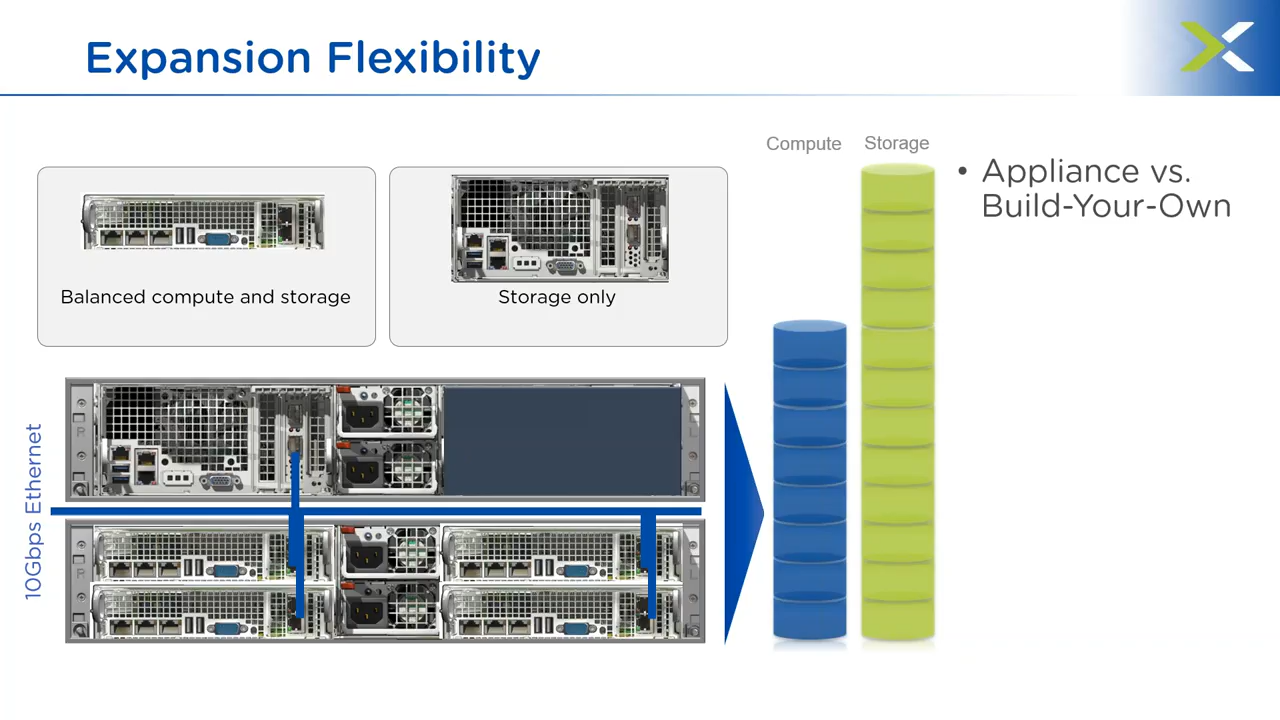 Expansion Flexibility
Compute
Storage
• Appliance vs.
Build-Your-Own
Balanced compute and storage
Storage only
10Gbps Ethernet